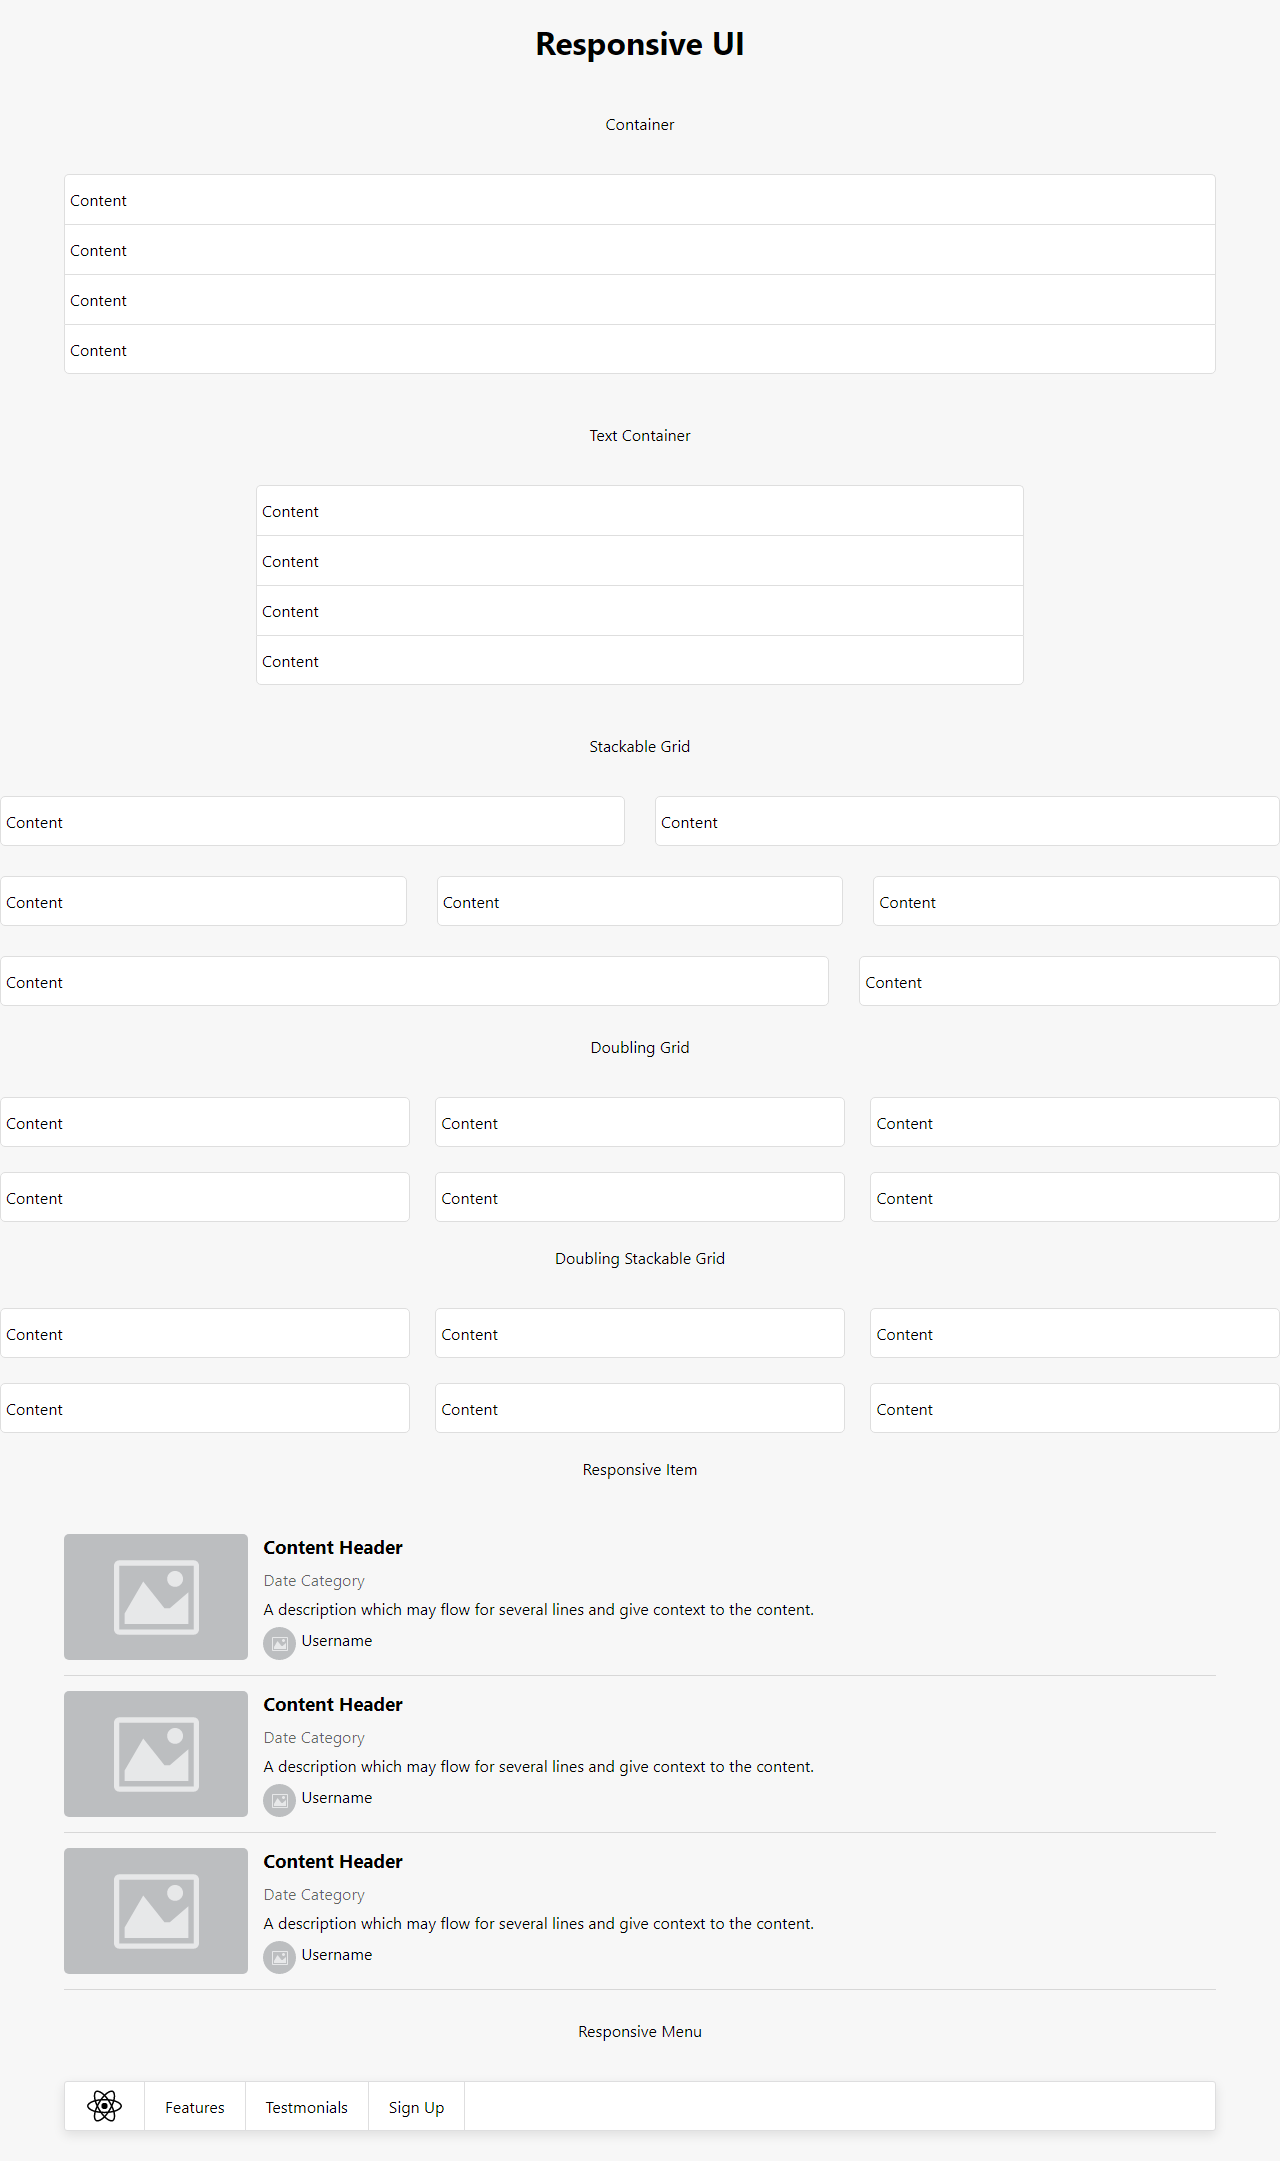 Responsive UI
Container
Content
Content
Content
Content
Text Container
Content
Content
Content
Content
Stackable Grid
Content Content
Content Content Content
Content Content
Doubling Grid
Content Content Content
Content Content Content
Doubling Stackable Grid
Content Content Content
Content Content Content
Responsive Item
Content Header
Date Category
A description which may flow for several lines and give context to the content.
Username
Content Header
Date Category
A description which may flow for several lines and give context to the content.
Username
Content Header
Date Category
A description which may flow for several lines and give context to the content.
Username
Responsive Menu
Features Testmonials Sign Up